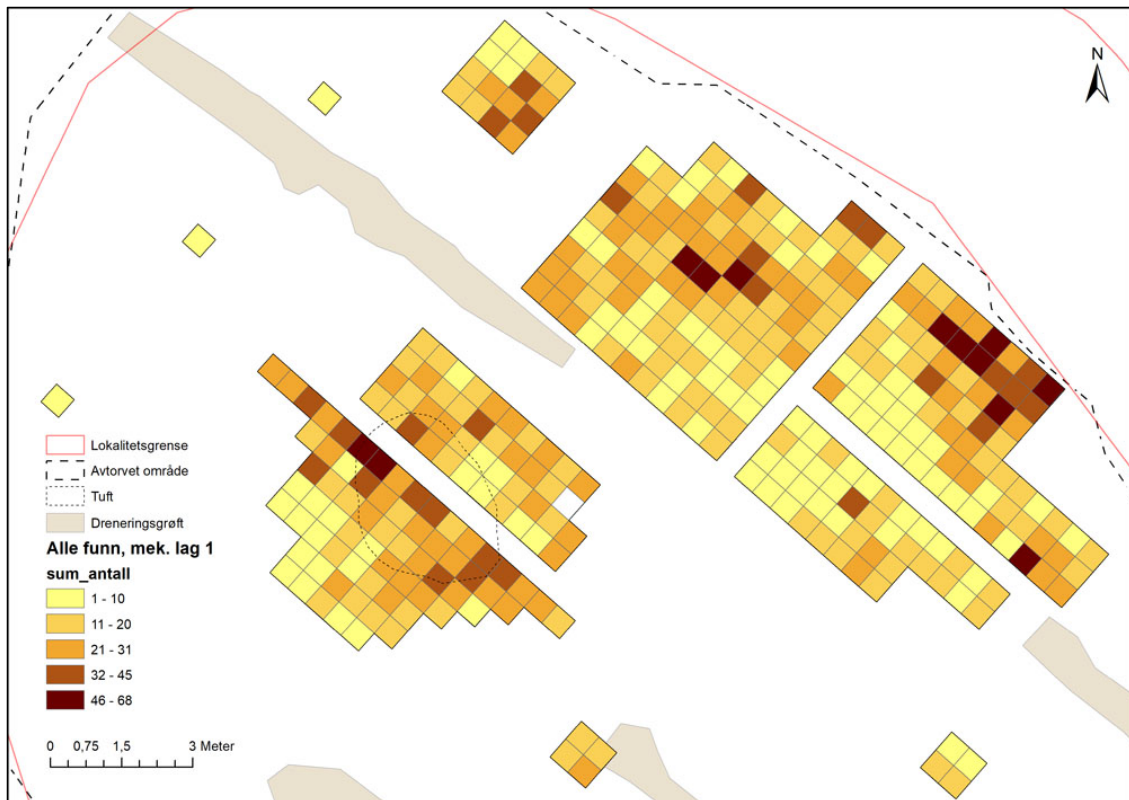 N
Lokalitetsgrense
Avtorvet område
Tuft
Dreneringsgrøft
Alle funn, mek. lag 1
sum_antall
1 - 10
11 - 20
21 - 31
32 - 45
46 - 68
0 0,75 1,5 3 Meter